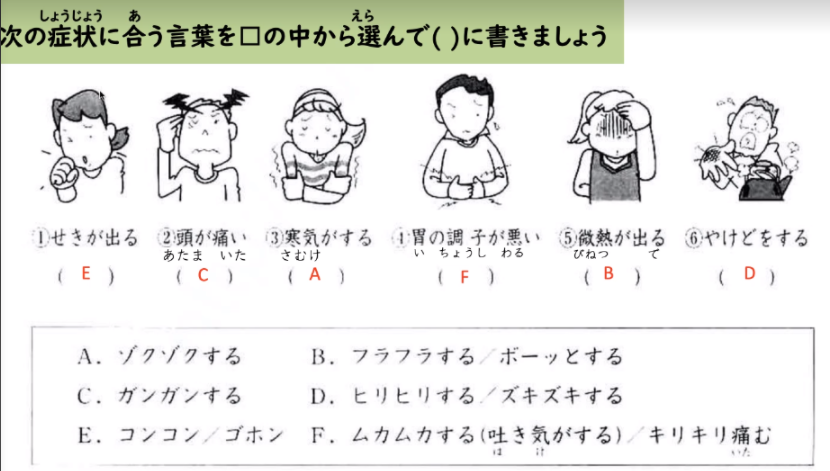 しょうじょう あ えら
次の症状に合う言葉を□の中から選んで( )に書きましょう
①せきが出る ②頭が痛い ③寒気がする ④胃の調子が悪い ⑤微熱が出る ⑥やけどをする
あたま いた さむけ い ちょうし わる びねつ で
( E ) ( C ) ( A ) ( F ) ( B ) ( D )
A. ゾクゾクする B. フラフラする/ボーッとする
C. ガンガンする D. ヒリヒリする/ズキズキする
E. コンコン/ゴホン F. ムカムカする(吐き気がする)/キリキリ痛む
は け いた